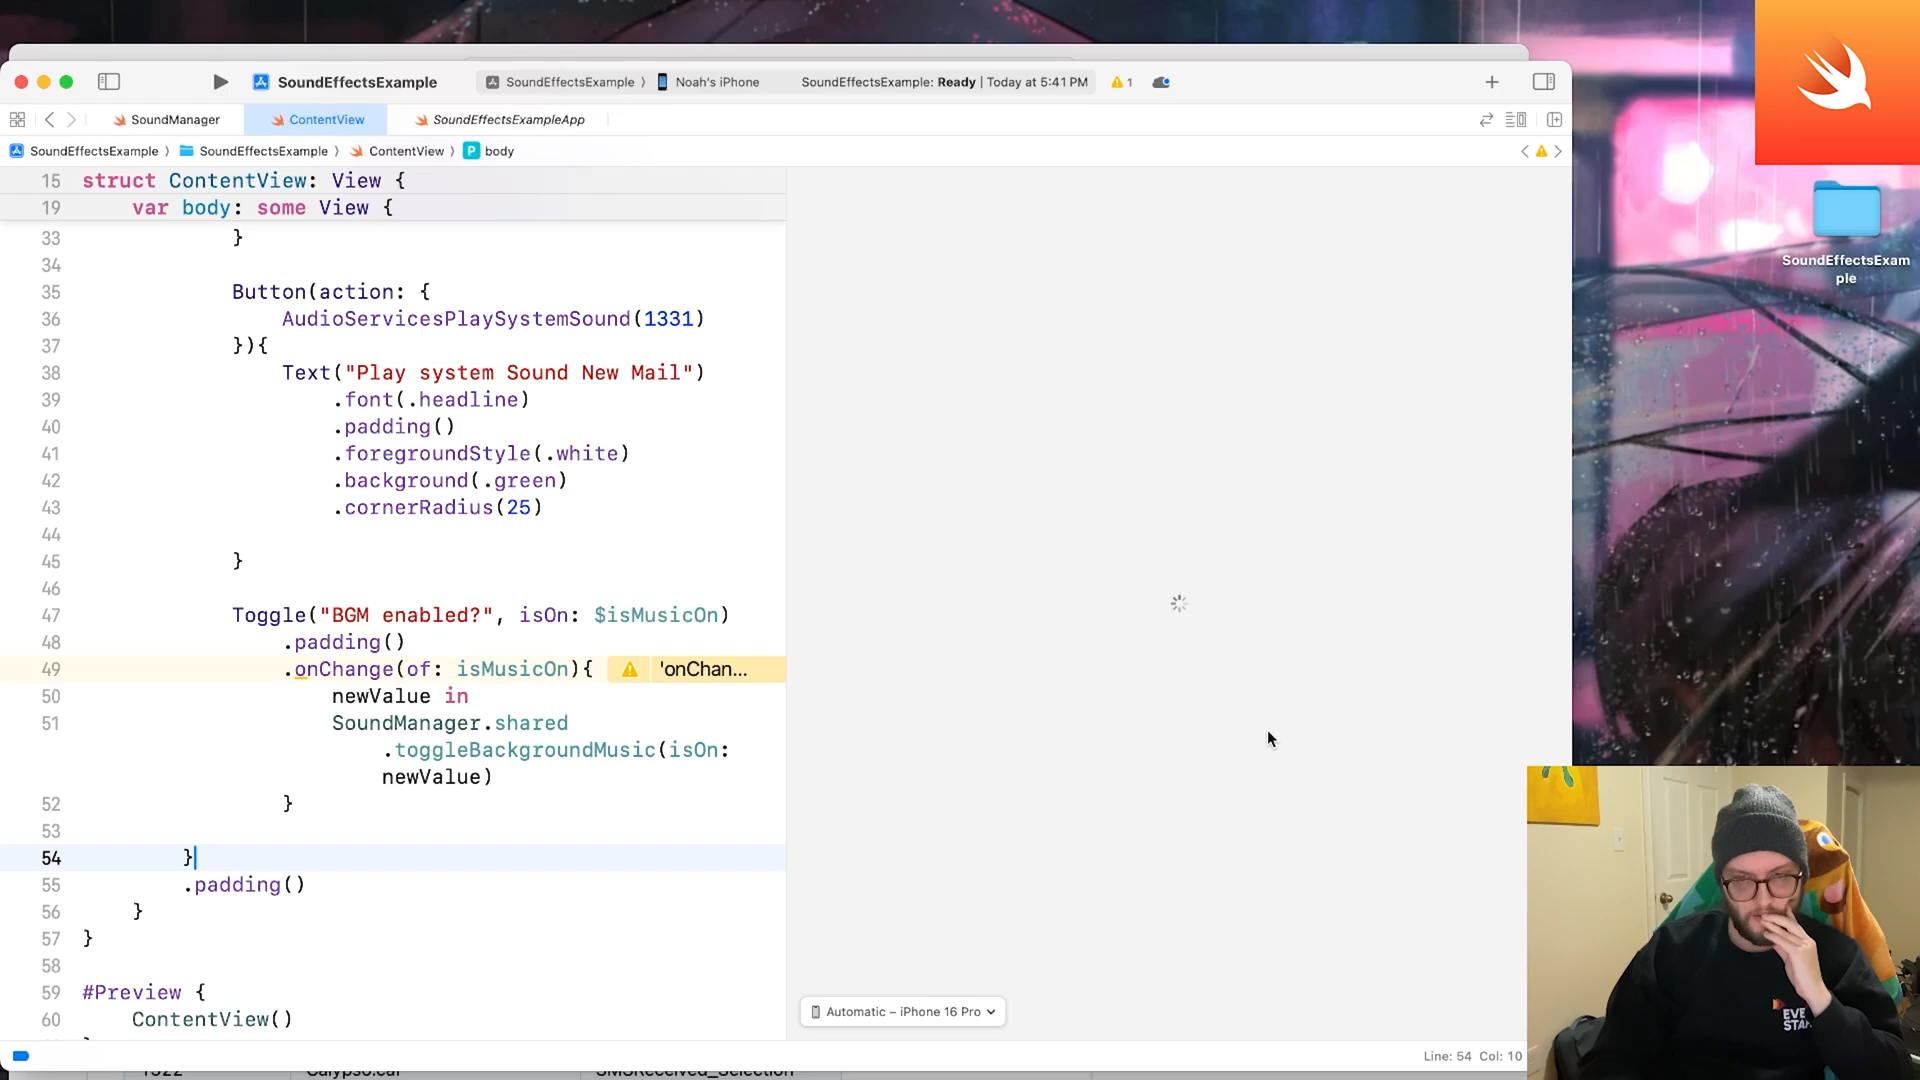 SoundEffectsExample
SoundEffectsExample 〉 Noah's iPhone
SoundEffectsExample: Ready | Today at 5:41 PM
1
SoundManager
ContentView
SoundEffectsExampleApp
SoundEffectsExample 〉 SoundEffectsExample 〉 ContentView 〉 P body
15 struct ContentView: View {
19 var body: some View {
33 }
34
35 Button(action: {
36 AudioServicesPlaySystemSound(1331)
37 }){
38 Text("Play system Sound New Mail")
39 .font(.headline)
40 .padding()
41 .foregroundStyle(.white)
42 .background(.green)
43 .cornerRadius(25)
44
45 }
46
47 Toggle("BGM enabled?", isOn: $isMusicOn)
48 .padding()
49 .onChange(of: isMusicOn){ 'onChan...
50 newValue in
51 SoundManager.shared
.toggleBackgroundMusic(isOn:
newValue)
52 }
53
54 }
55 .padding()
56 }
57 }
58
59 #Preview {
60 ContentView()
Automatic – iPhone 16 Pro
Line: 54 Col: 10
SoundEffectsExam
ple
EVE